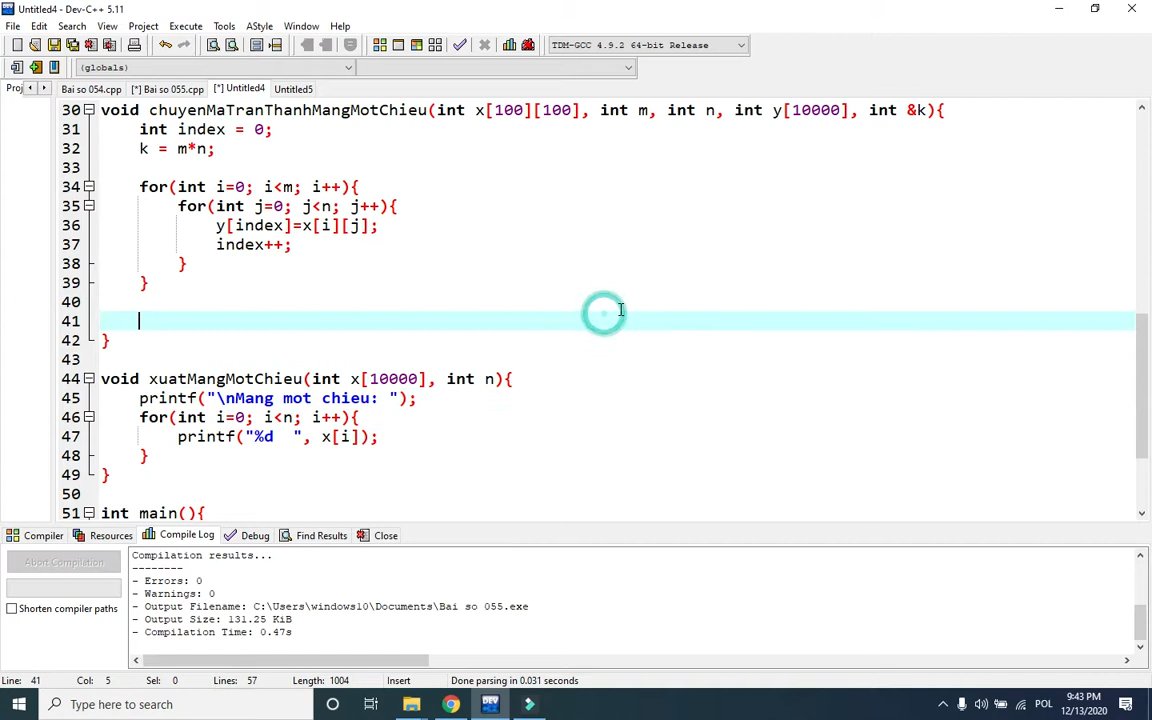 Untitled4 - Dev-C++ 5.11
File Edit Search View Project Execute Tools AStyle Window Help
TDM-GCC 4.9.2 64-bit Release
(globals)
Proj Bai so 054.cpp [*] Bai so 055.cpp [*] Untitled4 Untitled5
30 void chuyenMaTranThanhMangMotChieu(int x[100][100], int m, int n, int y[10000], int &k){
31 int index = 0;
32 k = m*n;
33
34 for(int i=0; i<m; i++){
35 for(int j=0; j<n; j++){
36 y[index]=x[i][j];
37 index++;
38 }
39 }
40
41
42 }
43
44 void xuatMangMotChieu(int x[10000], int n){
45 printf("\nMang mot chieu: ");
46 for(int i=0; i<n; i++){
47 printf("%d  ", x[i]);
48 }
49 }
50
51 int main(){
Compiler Resources Compile Log Debug Find Results Close
Abort Compilation
Shorten compiler paths
Compilation results...
--------
- Errors: 0
- Warnings: 0
- Output Filename: C:\Users\windows10\Documents\Bai so 055.exe
- Output Size: 131.25 KiB
- Compilation Time: 0.47s
Line: 41 Col: 5 Sel: 0 Lines: 57 Length: 1004 Insert Done parsing in 0.031 seconds
Type here to search
DEV
POL
9:43 PM
12/13/2020